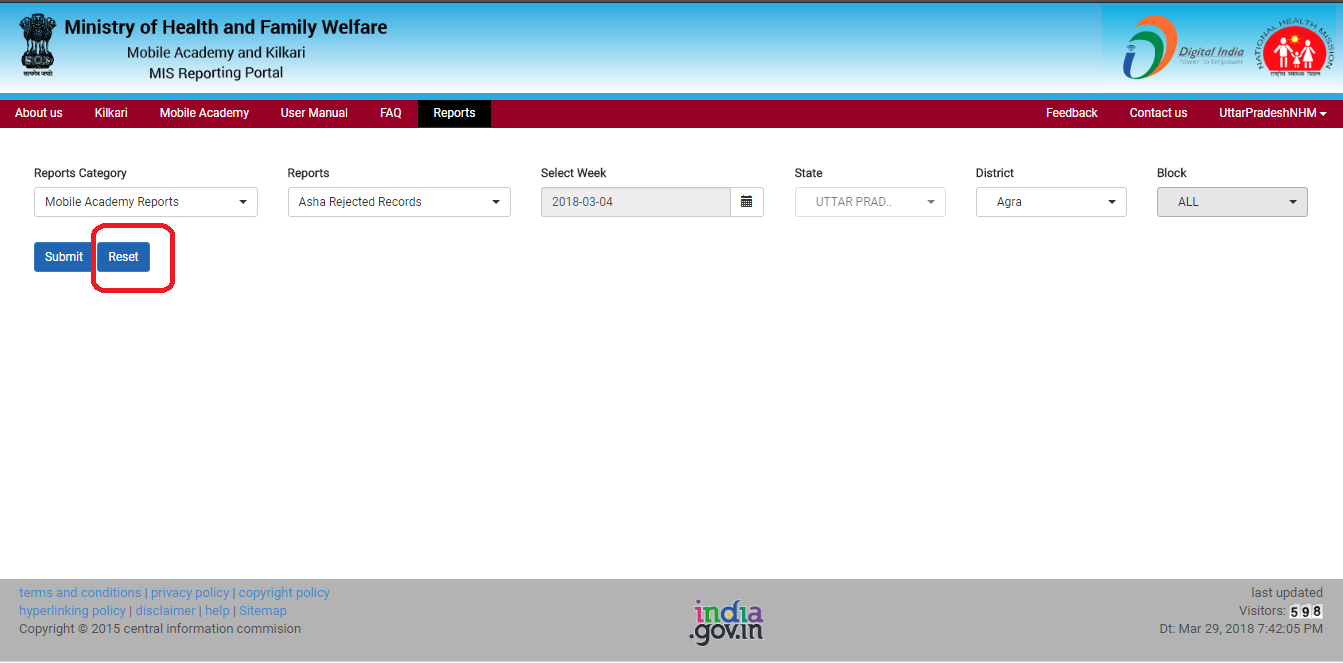 Ministry of Health and Family Welfare
Mobile Academy and Kilkari
MIS Reporting Portal
सत्यमेव जयते
Digital India
Power To Empower
NATIONAL HEALTH MISSION
राष्ट्रीय स्वास्थ्य मिशन
About us Kilkari Mobile Academy User Manual FAQ Reports Feedback Contact us UttarPradeshNHM
Reports Category Reports Select Week State District Block
Mobile Academy Reports Asha Rejected Records 2018-03-04 UTTAR PRAD.. Agra ALL
Submit Reset
terms and conditions | privacy policy | copyright policy
hyperlinking policy | disclaimer | help | Sitemap
Copyright © 2015 central information commision
india
.gov.in
last updated
Visitors: 598
Dt: Mar 29, 2018 7:42:05 PM